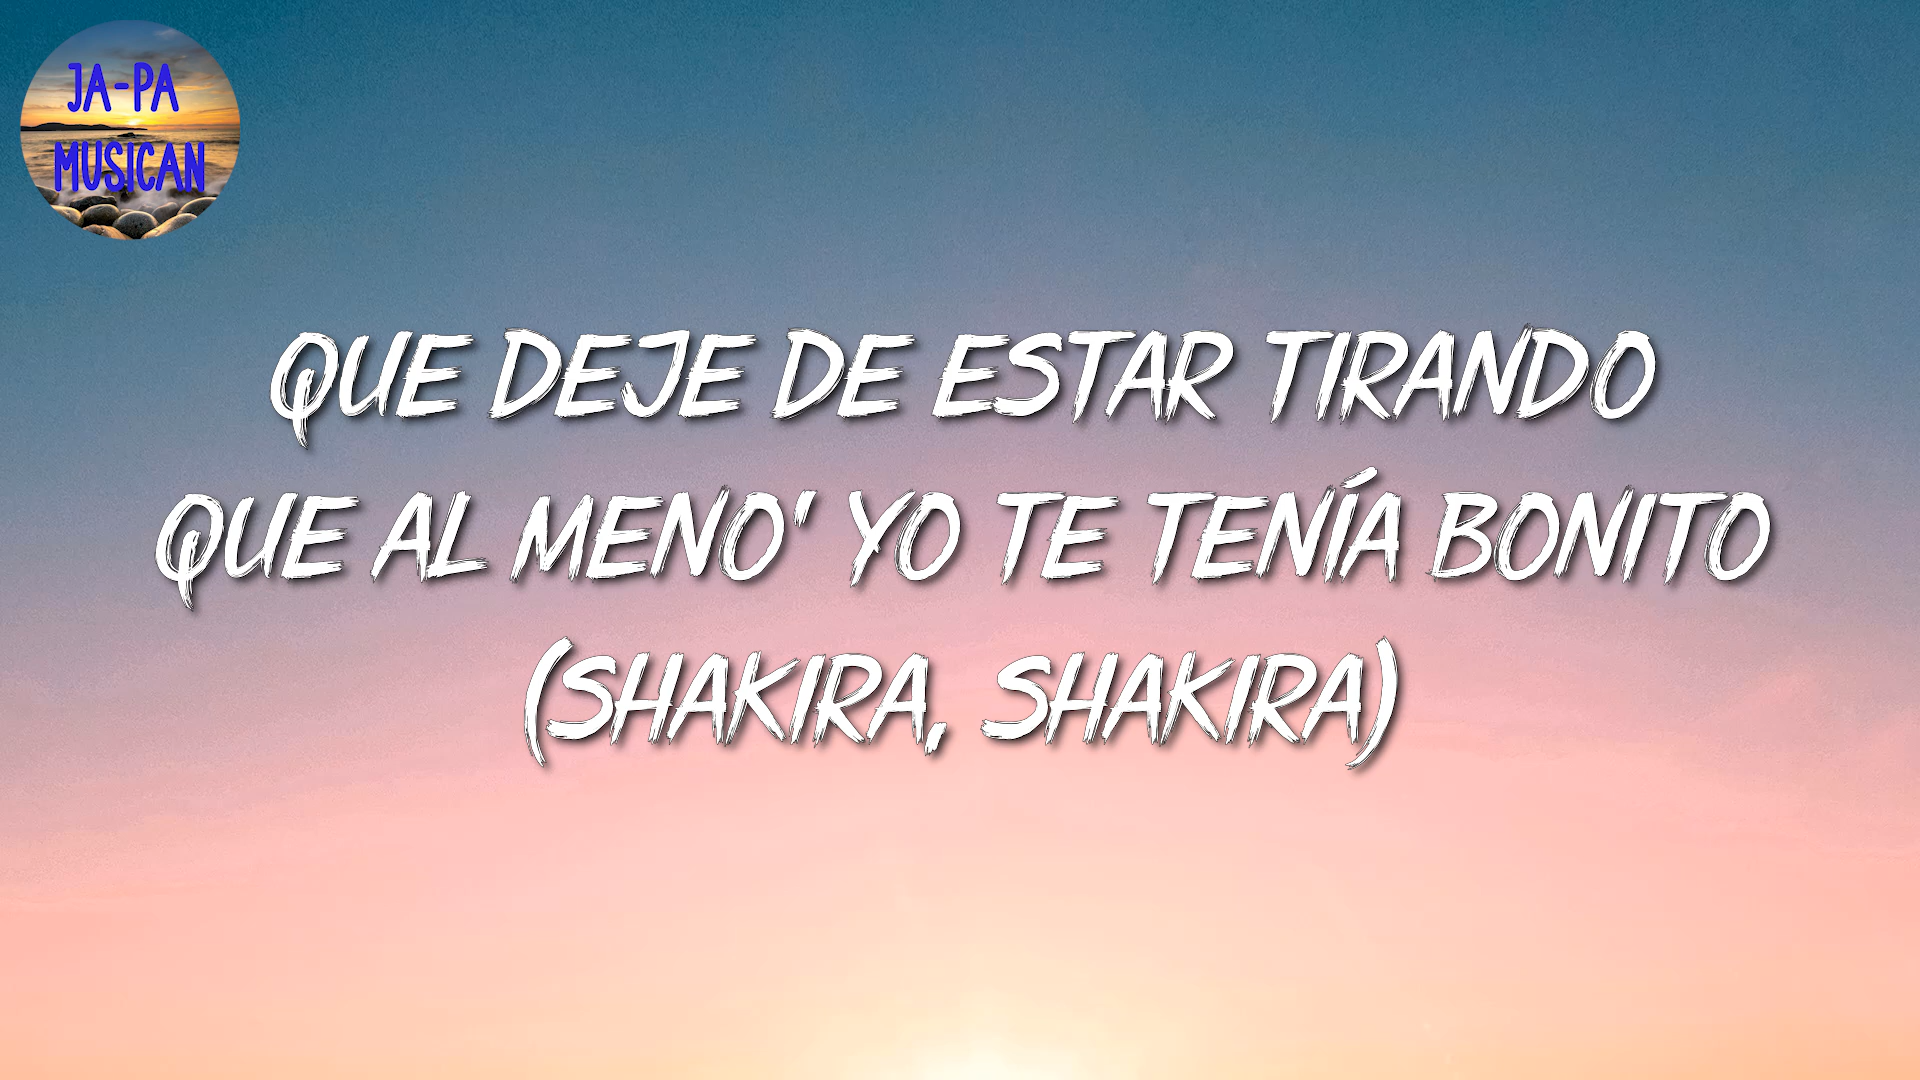 JA-PA
MUSICAN
QUE DEJE DE ESTAR TIRANDO
QUE AL MENO' YO TE TENÍA BONITO
(SHAKIRA, SHAKIRA)